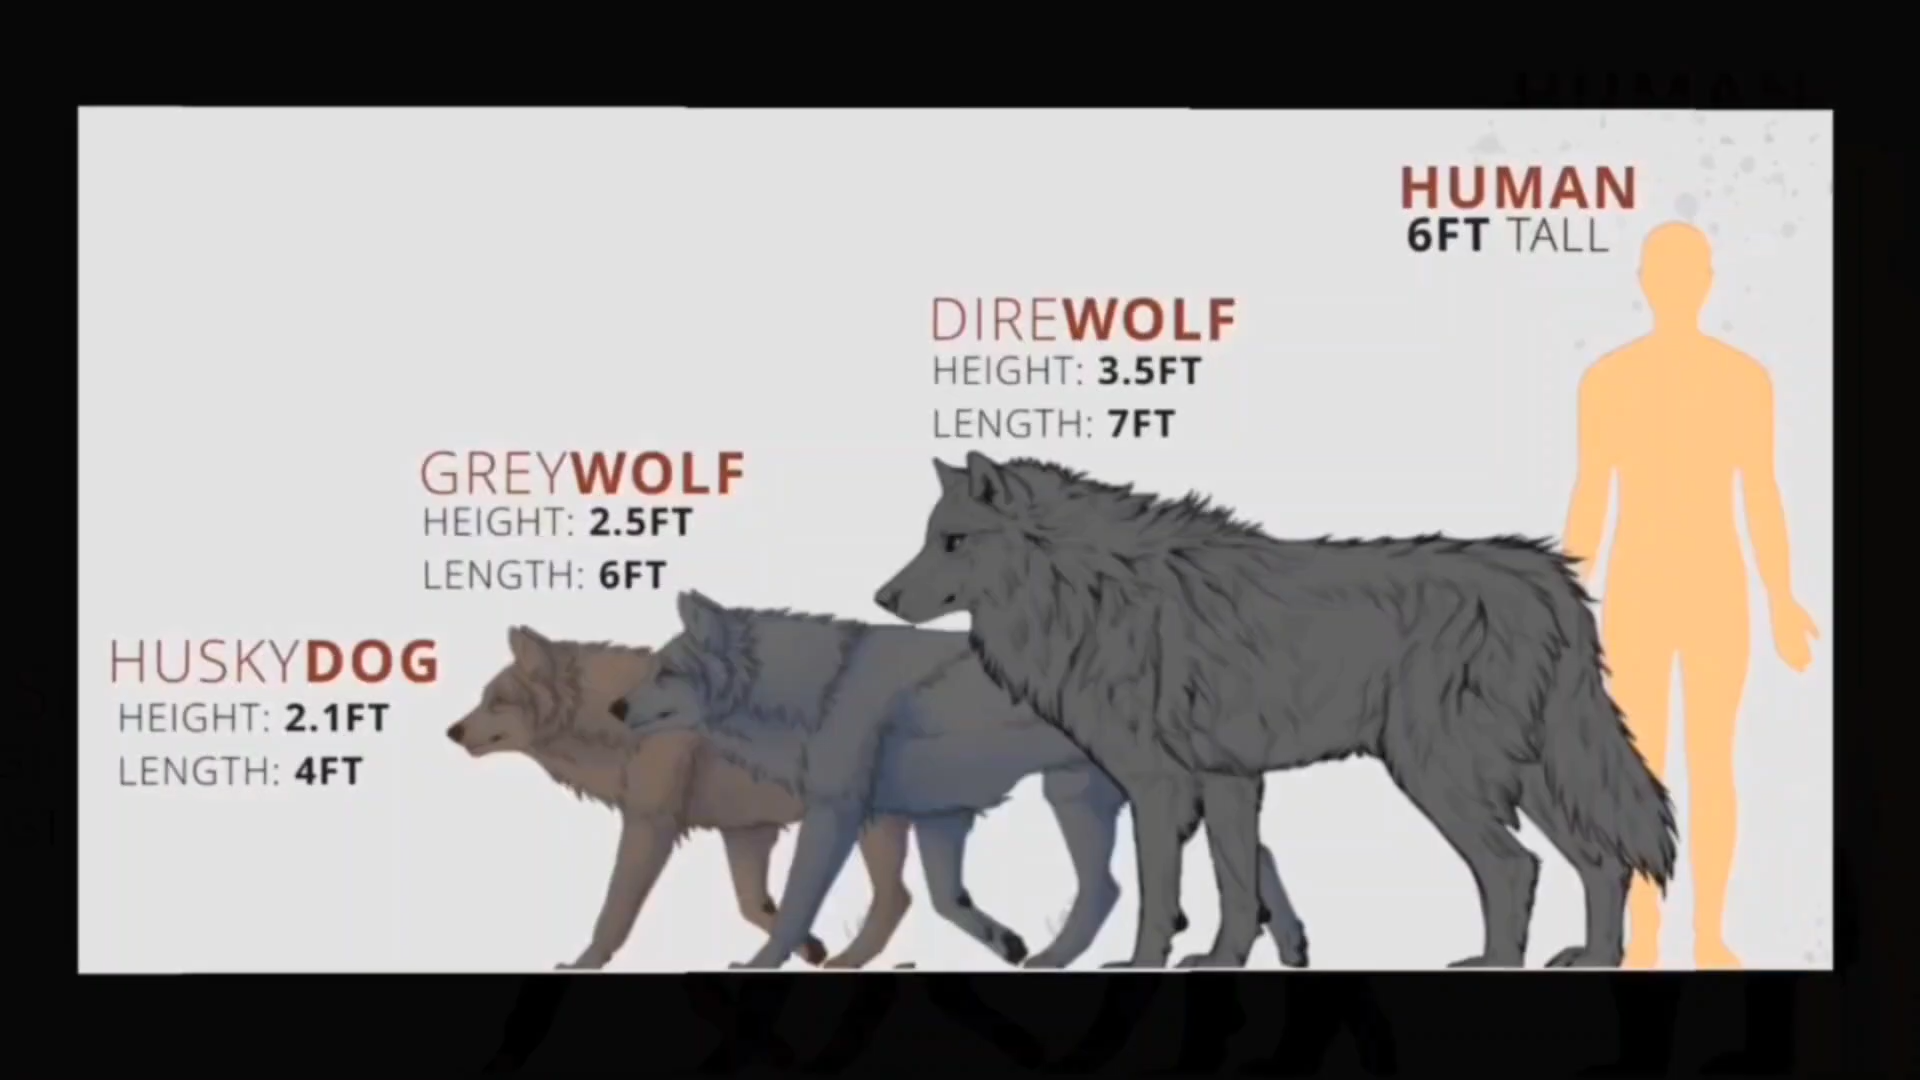 HUMAN
6FT TALL
DIREWOLF
HEIGHT: 3.5FT
LENGTH: 7FT
GREYWOLF
HEIGHT: 2.5FT
LENGTH: 6FT
HUSKYDOG
HEIGHT: 2.1FT
LENGTH: 4FT